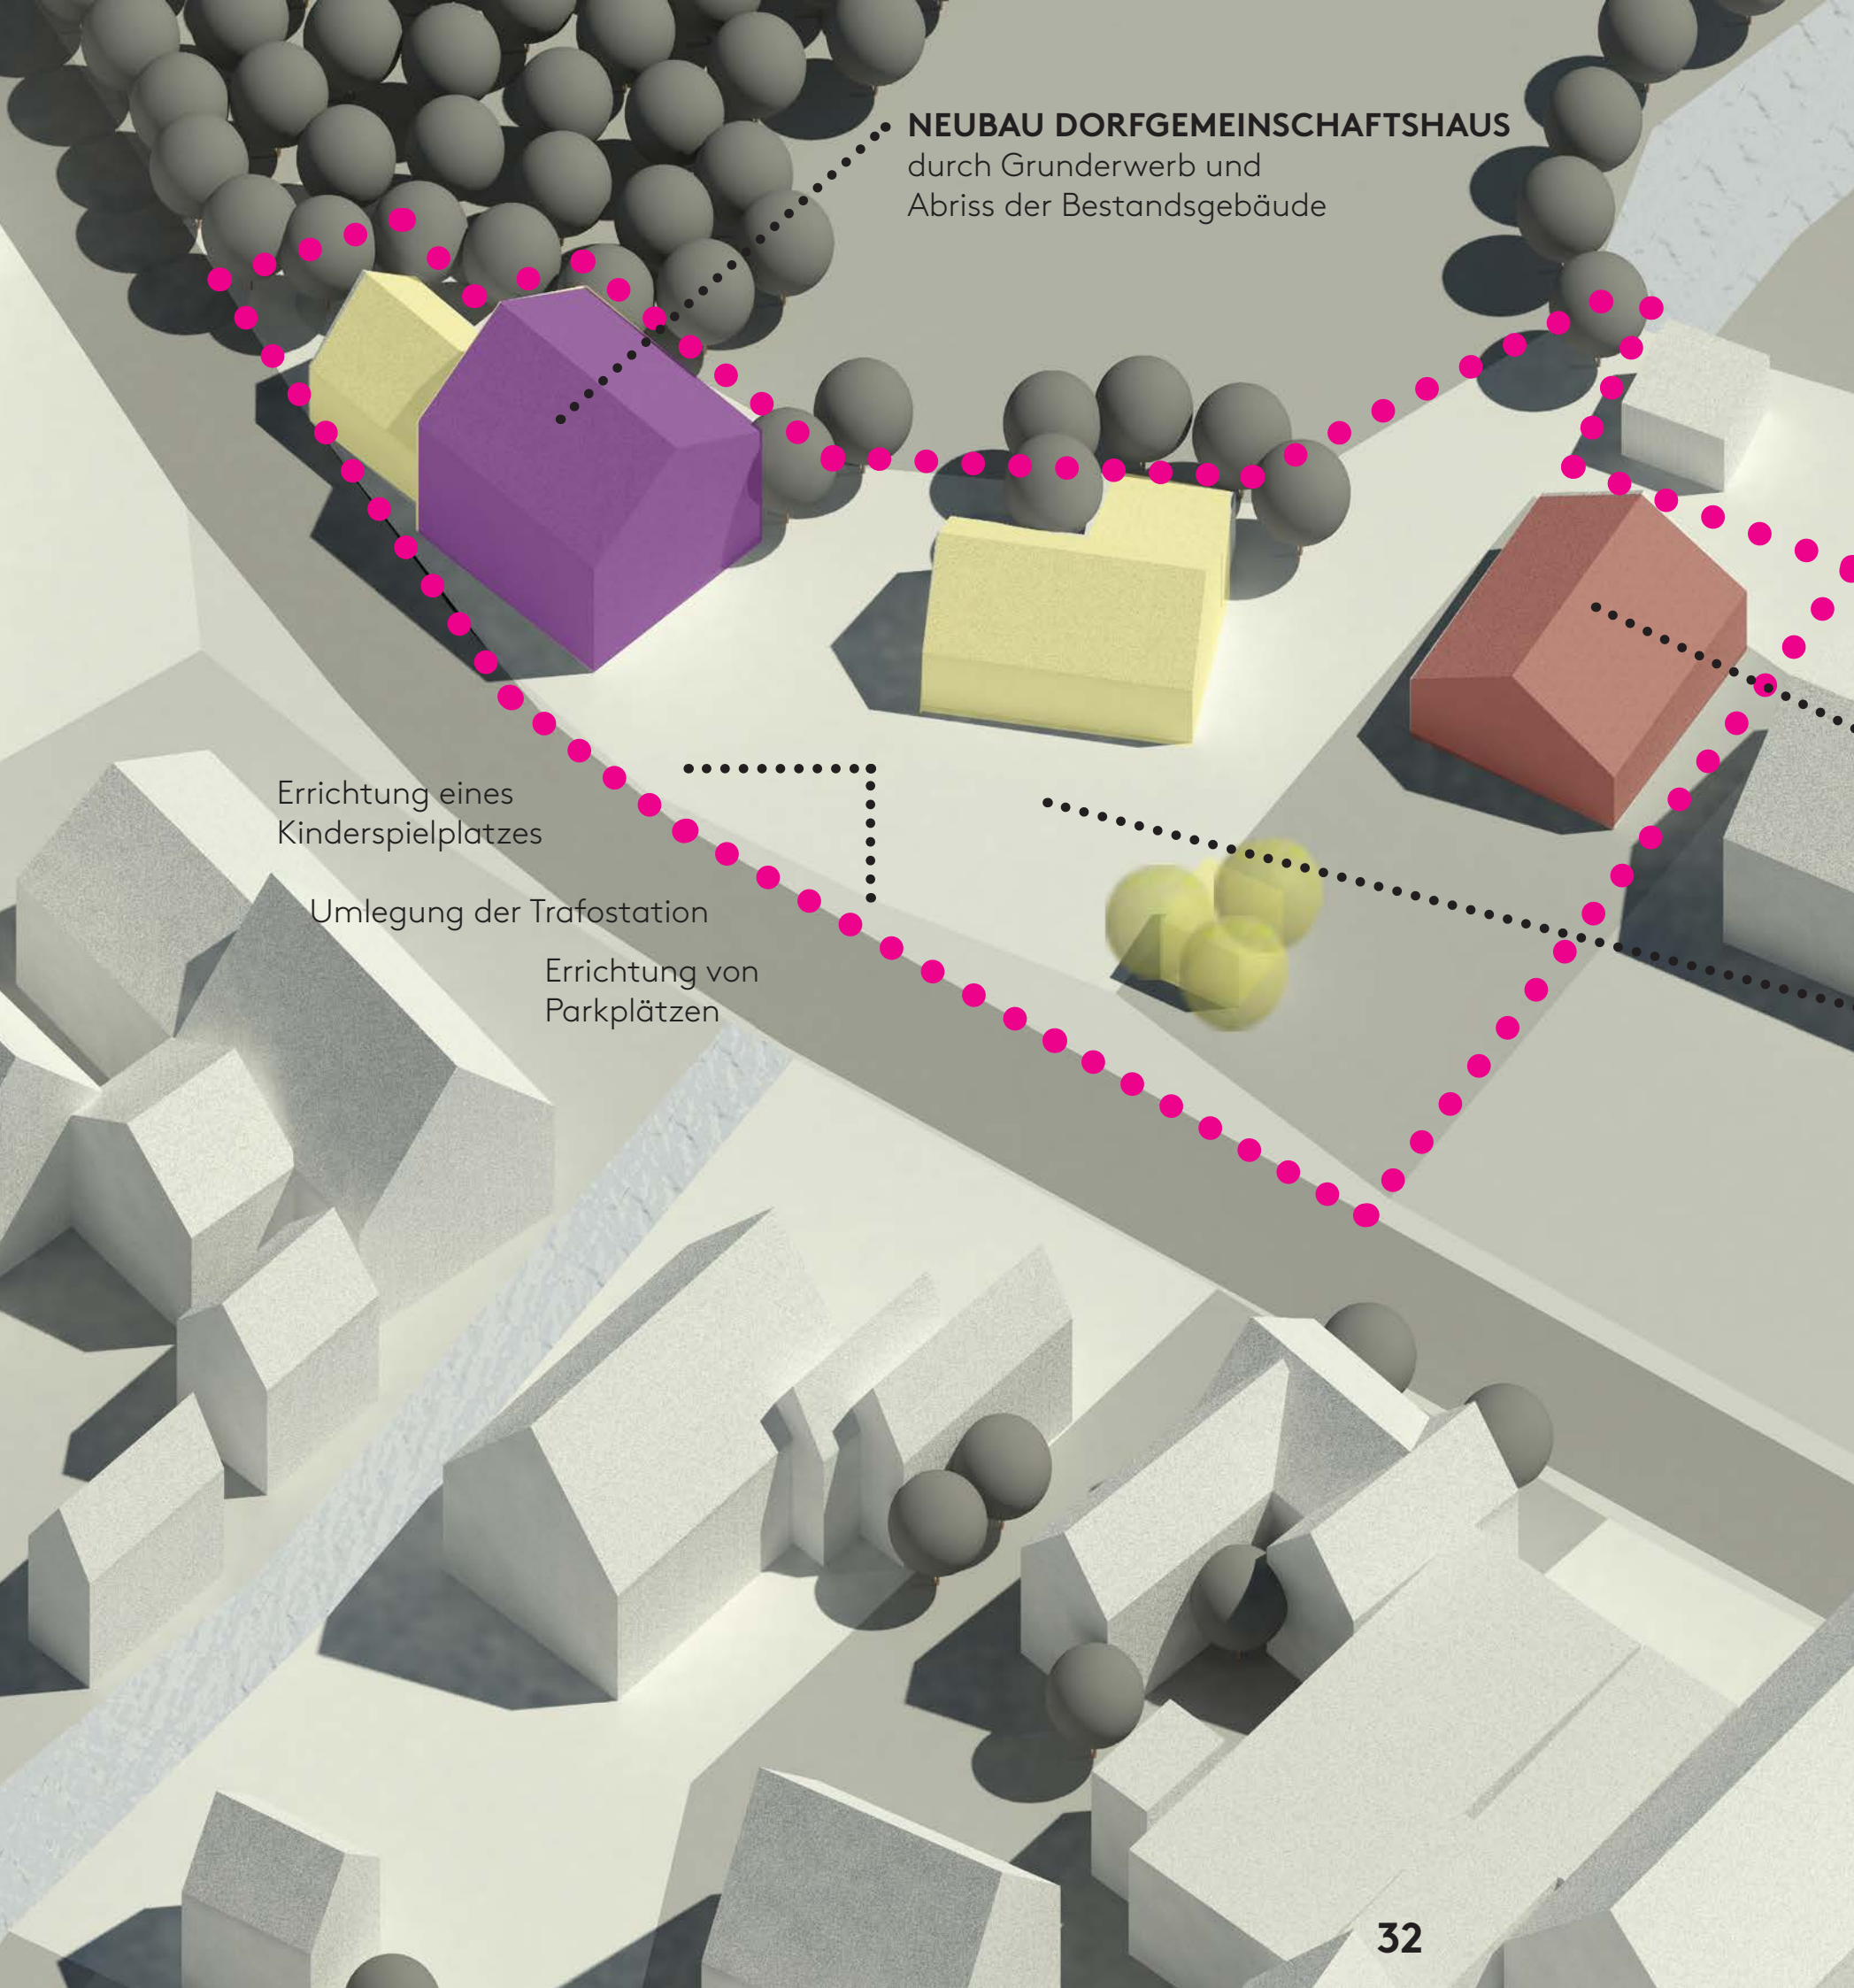 NEUBAU DORFGEMEINSCHAFTSHAUS
durch Grunderwerb und
Abriss der Bestandsgebäude
Errichtung eines
Kinderspielplatzes
Umlegung der Trafostation
Errichtung von
Parkplätzen
32